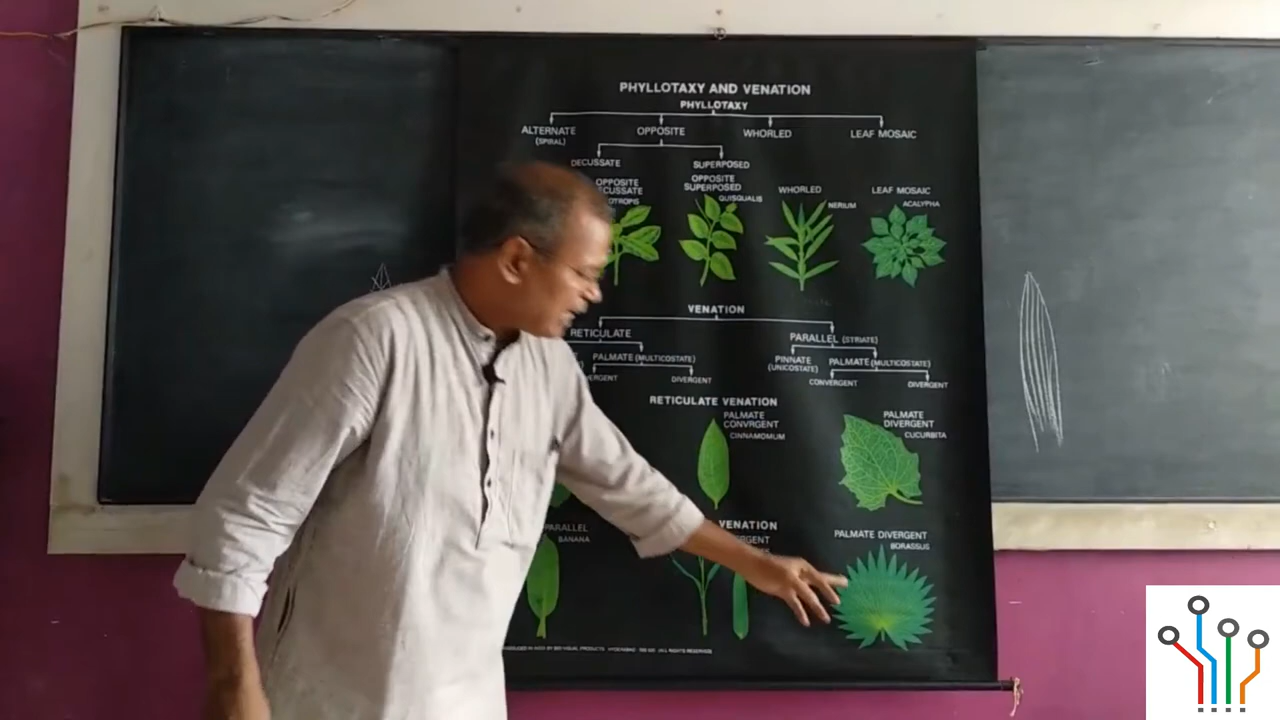 PHYLLOTAXY AND VENATION
PHYLLOTAXY
ALTERNATE OPPOSITE WHORLED LEAF MOSAIC
(SPIRAL)
DECUSSATE SUPERPOSED
OPPOSITE OPPOSITE SUPERPOSED WHORLED LEAF MOSAIC
QUISQUALIS NERIUM ACALYPHA
VENATION
RETICULATE PARALLEL (STRIATE)
PALMATE (MULTICOSTATE) PINNATE (UNICOSTATE) PALMATE (MULTICOSTATE)
DIVERGENT CONVERGENT DIVERGENT
RETICULATE VENATION
PALMATE CONVRGENT PALMATE DIVERGENT
CINNAMOMUM CUCURBITA
VENATION
PARALLEL PALMATE DIVERGENT
BANANA BORASSUS